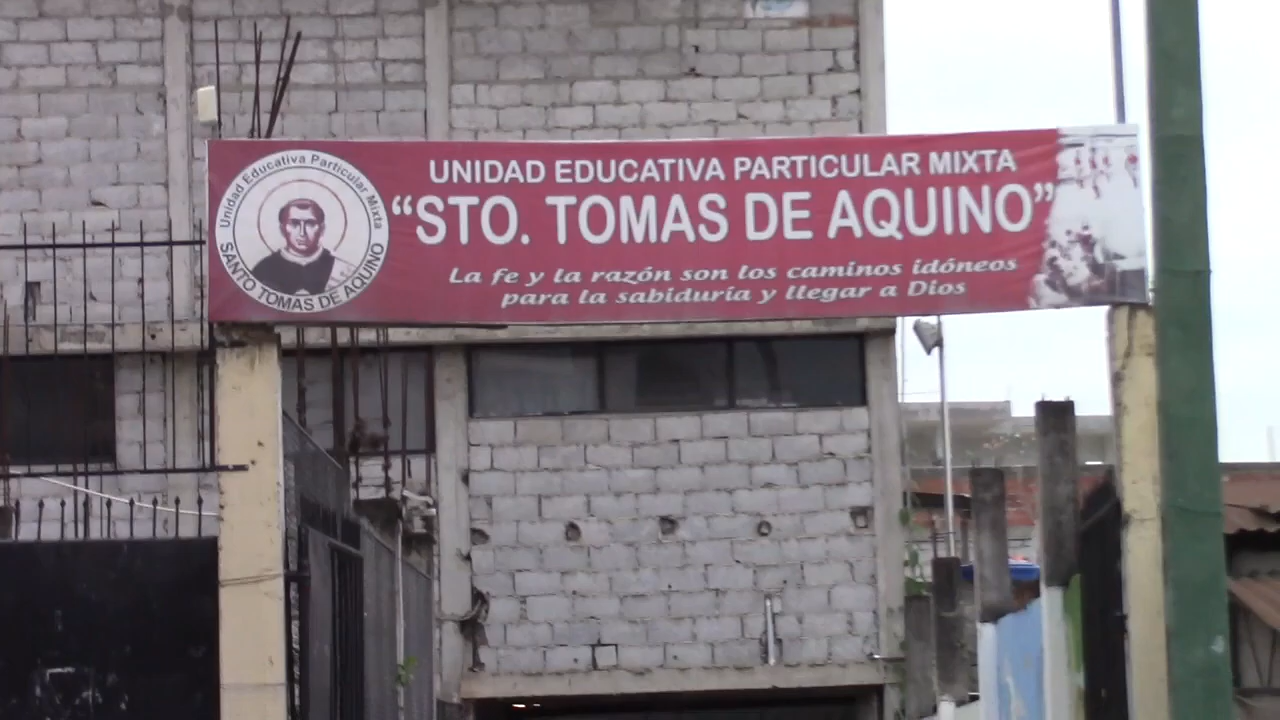 Unidad Educativa Particular Mixta
SANTO TOMAS DE AQUINO
UNIDAD EDUCATIVA PARTICULAR MIXTA
“STO. TOMAS DE AQUINO”
La fe y la razón son los caminos idóneos
para la sabiduría y llegar a Dios